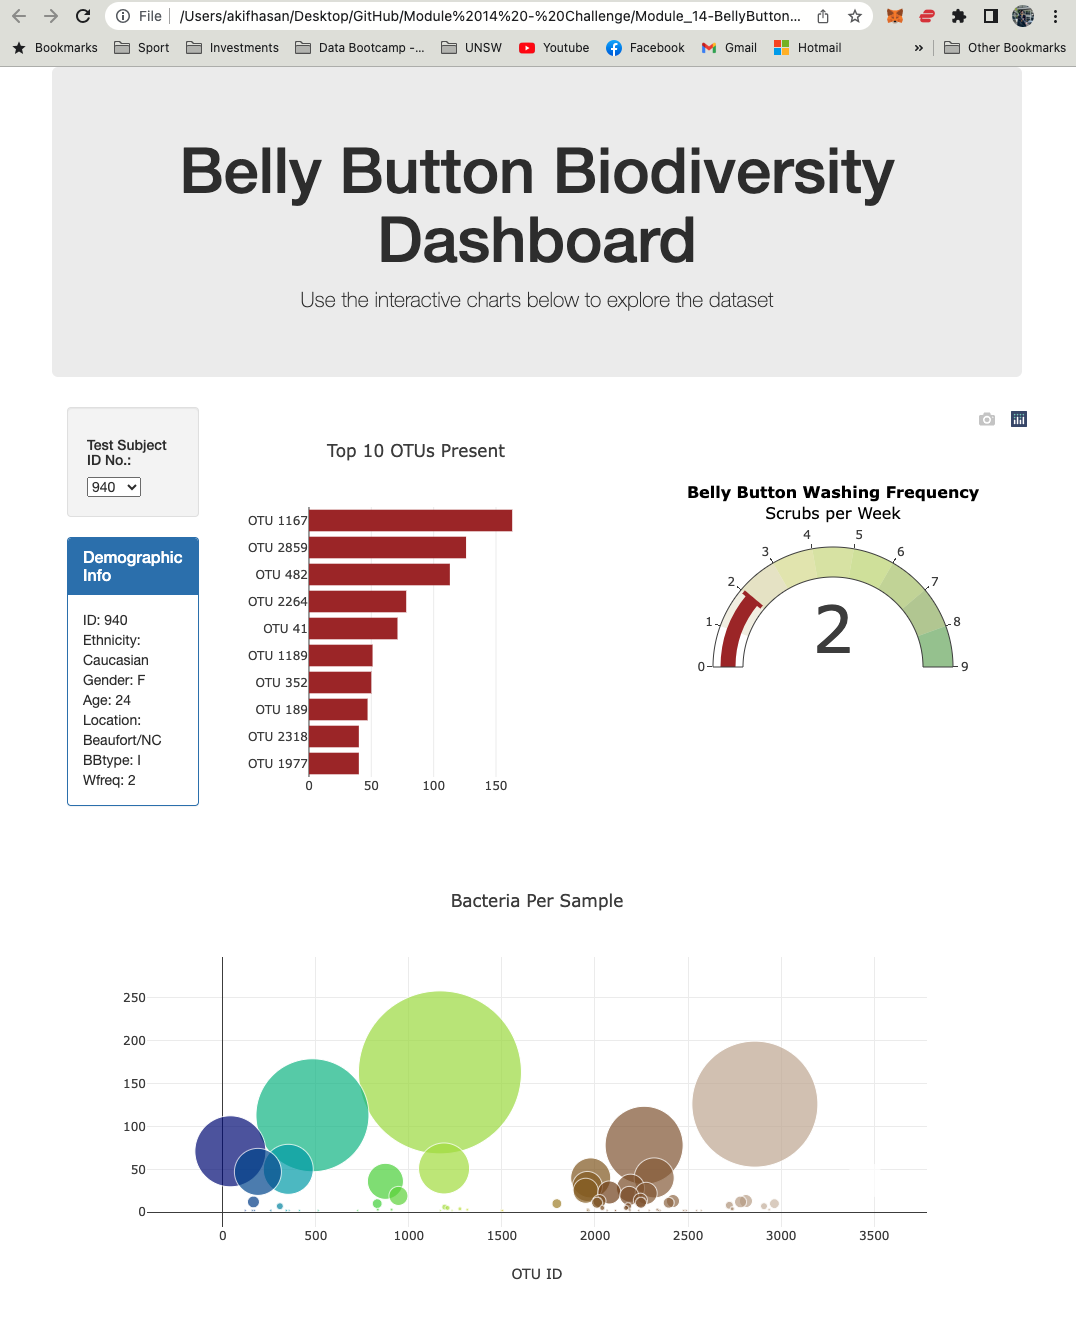 File /Users/akifhasan/Desktop/GitHub/Module%2014%20-%20Challenge/Module_14-BellyButton...
Bookmarks Sport Investments Data Bootcamp -... UNSW Youtube Facebook Gmail Hotmail » Other Bookmarks
Belly Button Biodiversity
Dashboard
Use the interactive charts below to explore the dataset
Test Subject
ID No.:
940
Demographic
Info
ID: 940
Ethnicity:
Caucasian
Gender: F
Age: 24
Location:
Beaufort/NC
BBtype: I
Wfreq: 2
Top 10 OTUs Present
OTU 1167
OTU 2859
OTU 482
OTU 2264
OTU 41
OTU 1189
OTU 352
OTU 189
OTU 2318
OTU 1977
0 50 100 150
Belly Button Washing Frequency
Scrubs per Week
0 1 2 3 4 5 6 7 8 9
2
Bacteria Per Sample
250
200
150
100
50
0
0 500 1000 1500 2000 2500 3000 3500
OTU ID